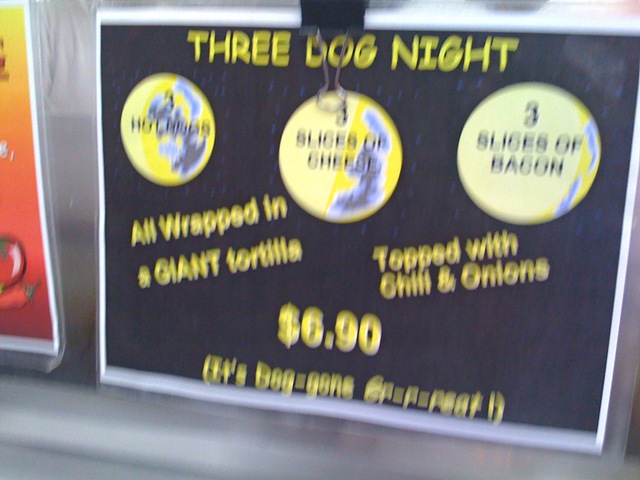 THREE DOG NIGHT
3
HOTDOGS
3
SLICES OF
CHEESE
3
SLICES OF
BACON
All Wrapped in
a GIANT tortilla
Topped with
Chili & Onions
$6.90
(It's Dog-gone Gr-r-reat !)